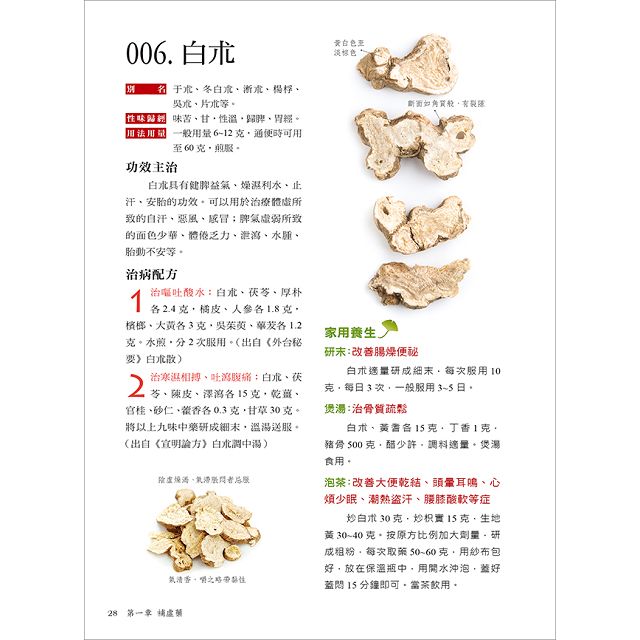 006. 白朮
別名 于朮、冬白朮、淅朮、楊桴、
吳朮、片朮等。
性味歸經 味苦、甘,性溫,歸脾、胃經。
用法用量 一般用量 6~12 克,通便時可用
至 60 克,煎服。
功效主治
白朮具有健脾益氣、燥濕利水、止
汗、安胎的功效。可以用於治療體虛所
致的自汗、惡風、感冒;脾氣虛弱所致
的面色少華、體倦乏力、泄瀉、水腫、
胎動不安等。
治病配方
1 治嘔吐酸水:白朮、茯苓、厚朴
各 2.4 克,橘皮、人參各 1.8 克,
檳榔、大黃各 3 克,吳茱萸、蓽茇各 1.2
克。水煎,分 2 次服用。(出自《外台秘
要》白朮散)
2 治寒濕相搏、吐瀉腹痛:白朮、茯
苓、陳皮、澤瀉各 15 克,乾薑、
官桂、砂仁、藿香各 0.3 克,甘草 30 克。
將以上九味中藥研成細末,溫湯送服。
(出自《宣明論方》白朮調中湯)
陰虛燥渴、氣滯脹悶者忌服
氣清香,嚼之略帶黏性
28 第一章 補虛藥
黃白色至
淡棕色
斷面如角質般,有裂隙
家用養生
研末:改善腸燥便祕
白朮適量研成細末,每次服用 10
克,每日 3 次,一般服用 3~5 日。
煲湯:治骨質疏鬆
白朮、黃耆各 15 克,丁香 1 克,
豬骨 500 克,醋少許,調料適量。煲湯
食用。
泡茶:改善大便乾結、頭暈耳鳴、心
煩少眠、潮熱盜汗、腰膝酸軟等症
炒白朮 30 克,炒枳實 15 克,生地
黃 30~40 克。按原方比例加大劑量,研
成粗粉,每次取藥 50~60 克,用紗布包
好,放在保溫瓶中,用開水沖泡,蓋好
蓋悶 15 分鐘即可。當茶飲用。